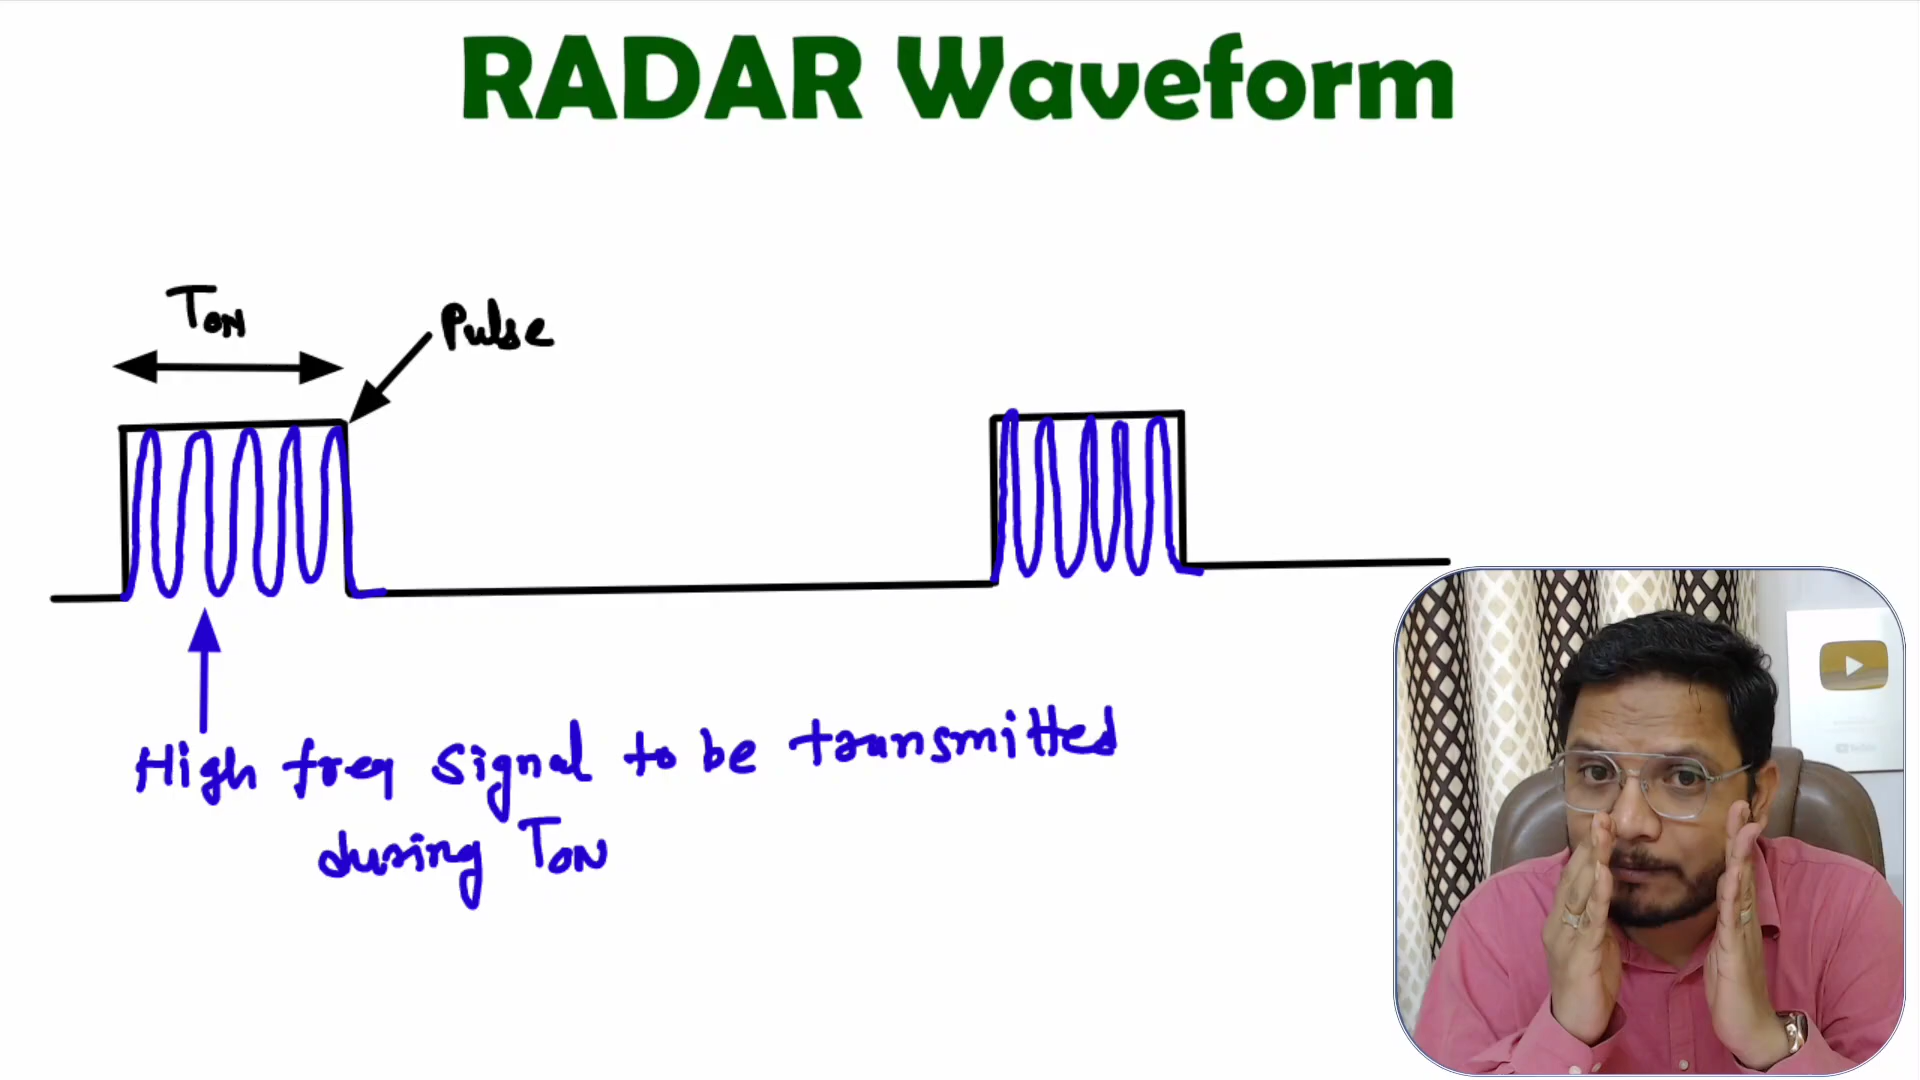 RADAR Waveform
TON
Pulse
High freq signal to be transmitted
during TON